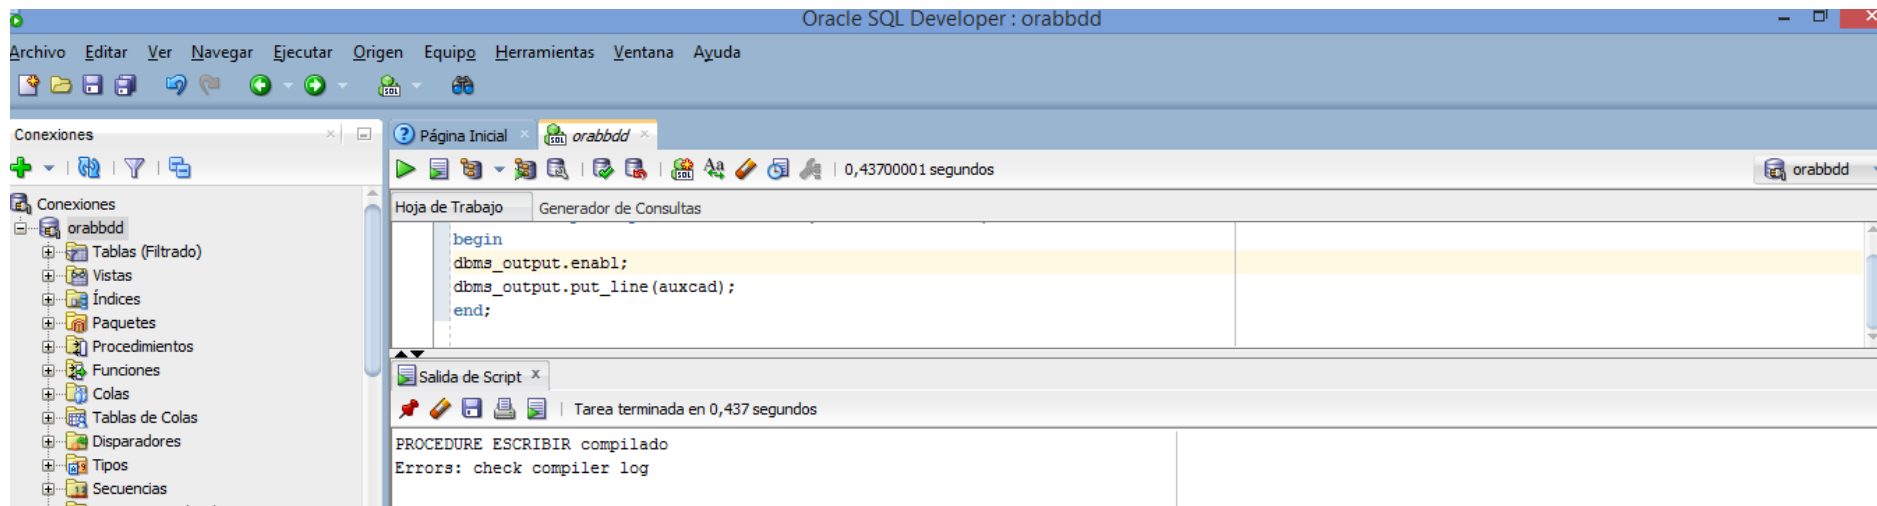 Oracle SQL Developer : orabbdd
Archivo Editar Ver Navegar Ejecutar Origen Equipo Herramientas Ventana Ayuda
Conexiones
Página Inicial orabbdd
0,43700001 segundos
orabbdd
Hoja de Trabajo Generador de Consultas
Conexiones
orabbdd
Tablas (Filtrado)
Vistas
Índices
Paquetes
Procedimientos
Funciones
Colas
Tablas de Colas
Disparadores
Tipos
Secuencias
begin
dbms_output.enabl;
dbms_output.put_line(auxcad);
end;
Salida de Script
Tarea terminada en 0,437 segundos
PROCEDURE ESCRIBIR compilado
Errors: check compiler log